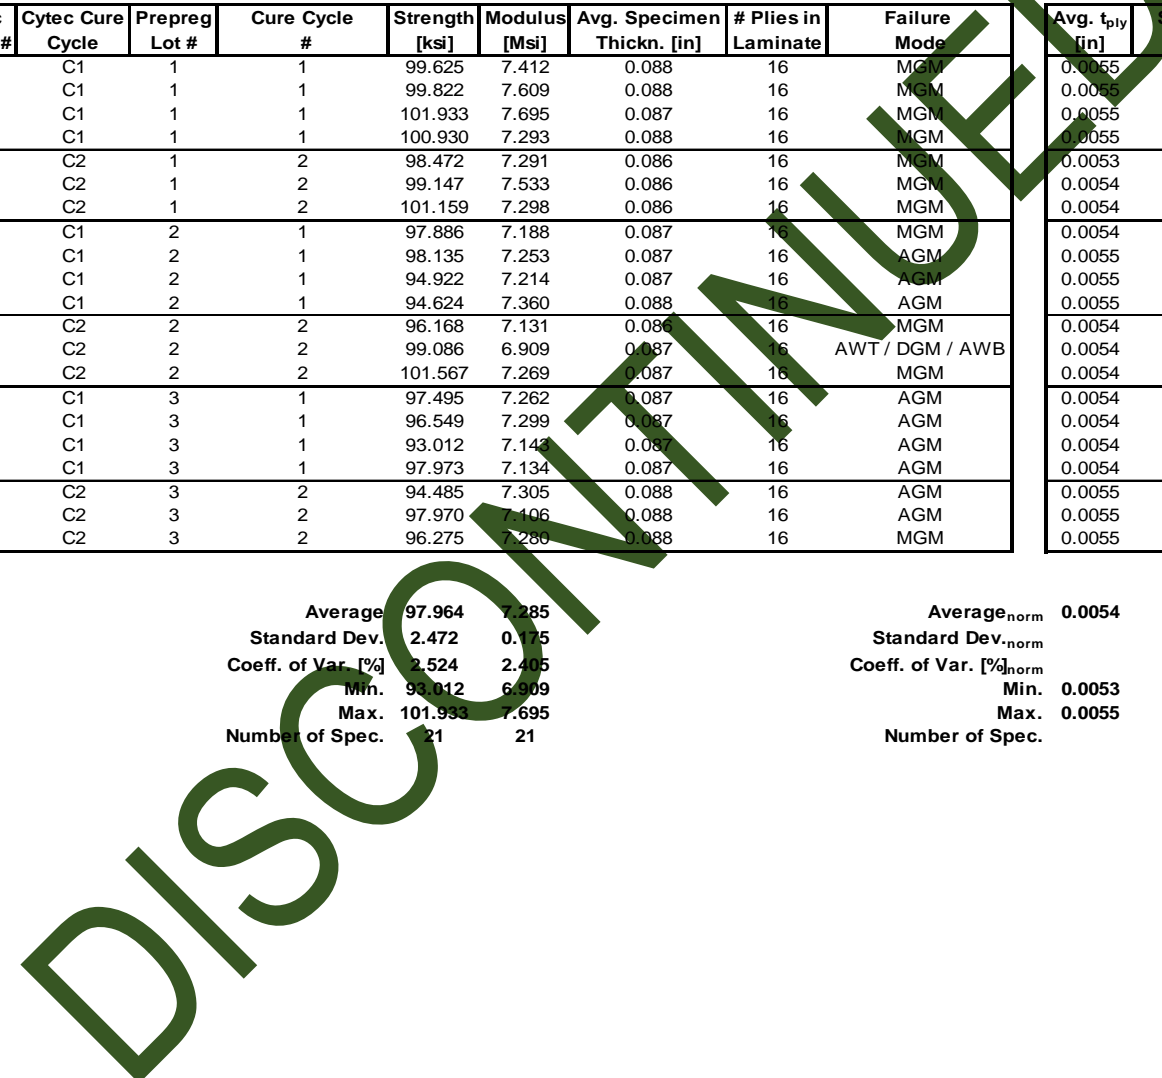 Cytec Cure Prepreg Cure Cycle Strength Modulus Avg. Specimen # Plies in Failure Avg. tply
# Cycle Lot # # [ksi] [Msi] Thickn. [in] Laminate Mode [in]
C1 1 1 99.625 7.412 0.088 16 MGM 0.0055
C1 1 1 99.822 7.609 0.088 16 MGM 0.0055
C1 1 1 101.933 7.695 0.087 16 MGM 0.0055
C1 1 1 100.930 7.293 0.088 16 MGM 0.0055
C2 1 2 98.472 7.291 0.086 16 MGM 0.0053
C2 1 2 99.147 7.533 0.086 16 MGM 0.0054
C2 1 2 101.159 7.298 0.086 16 MGM 0.0054
C1 2 1 97.886 7.188 0.087 16 MGM 0.0054
C1 2 1 98.135 7.253 0.087 16 AGM 0.0055
C1 2 1 94.922 7.214 0.087 16 AGM 0.0055
C1 2 1 94.624 7.360 0.088 16 AGM 0.0055
C2 2 2 96.168 7.131 0.086 16 MGM 0.0054
C2 2 2 99.086 6.909 0.087 16 AWT / DGM / AWB 0.0054
C2 2 2 101.567 7.269 0.087 16 MGM 0.0054
C1 3 1 97.495 7.262 0.087 16 AGM 0.0054
C1 3 1 96.549 7.299 0.087 16 AGM 0.0054
C1 3 1 93.012 7.143 0.087 16 AGM 0.0054
C1 3 1 97.973 7.134 0.087 16 AGM 0.0054
C2 3 2 94.485 7.305 0.088 16 AGM 0.0055
C2 3 2 97.970 7.106 0.088 16 AGM 0.0055
C2 3 2 96.275 7.280 0.088 16 MGM 0.0055
Average 97.964 7.285 Averagenorm 0.0054
Standard Dev. 2.472 0.175 Standard Dev.norm
Coeff. of Var. [%] 2.524 2.405 Coeff. of Var. [%]norm
Min. 93.012 6.909 Min. 0.0053
Max. 101.933 7.695 Max. 0.0055
Number of Spec. 21 21 Number of Spec.
DISCONTINUED